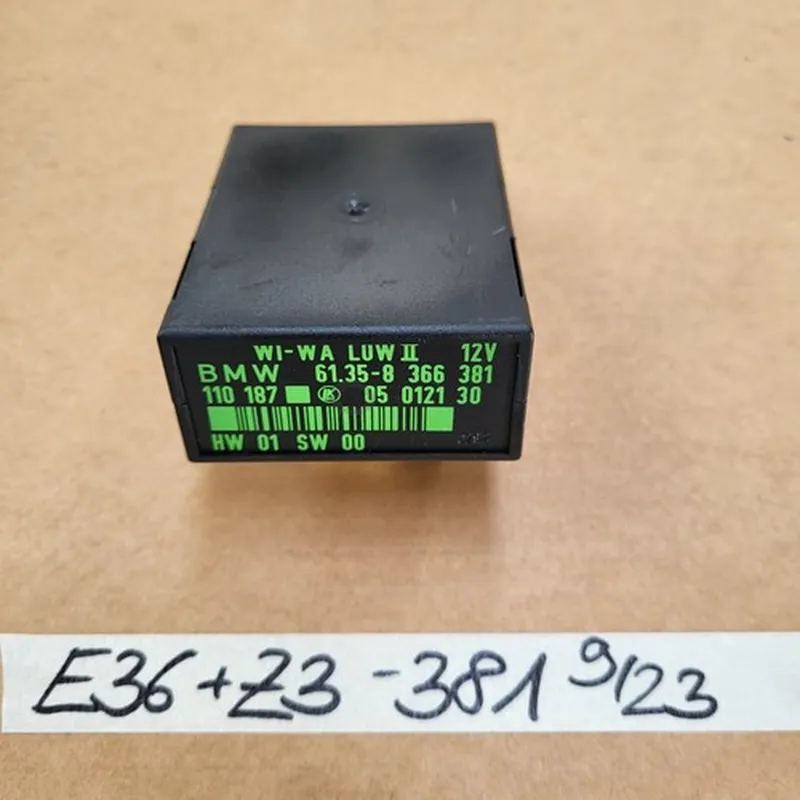 WI-WA LUW II 12V
BMW 61.35-8 366 381
110 187 05 0121 30
HW 01 SW 00
E36+Z3-381 9/23